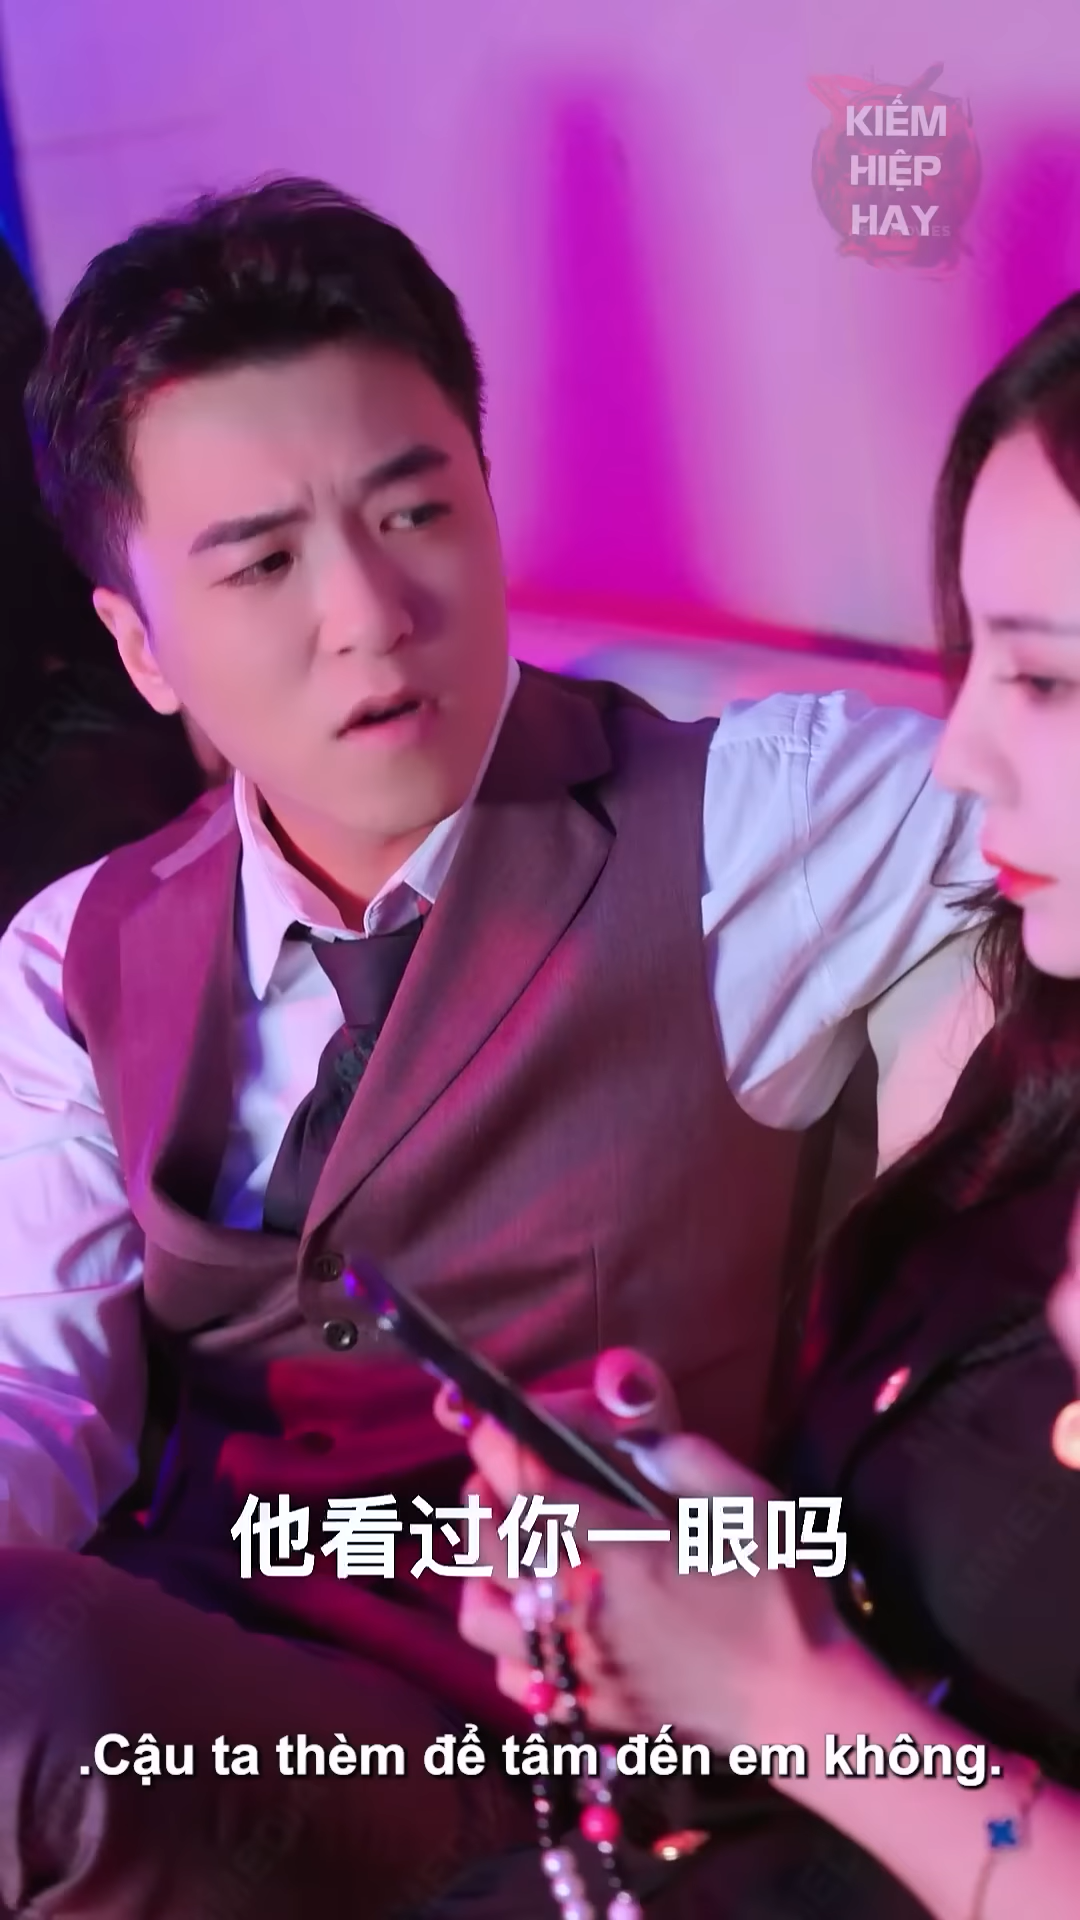 KIẾM
HIỆP
HAY
他看过你一眼吗
.Cậu ta thèm để tâm đến em không.